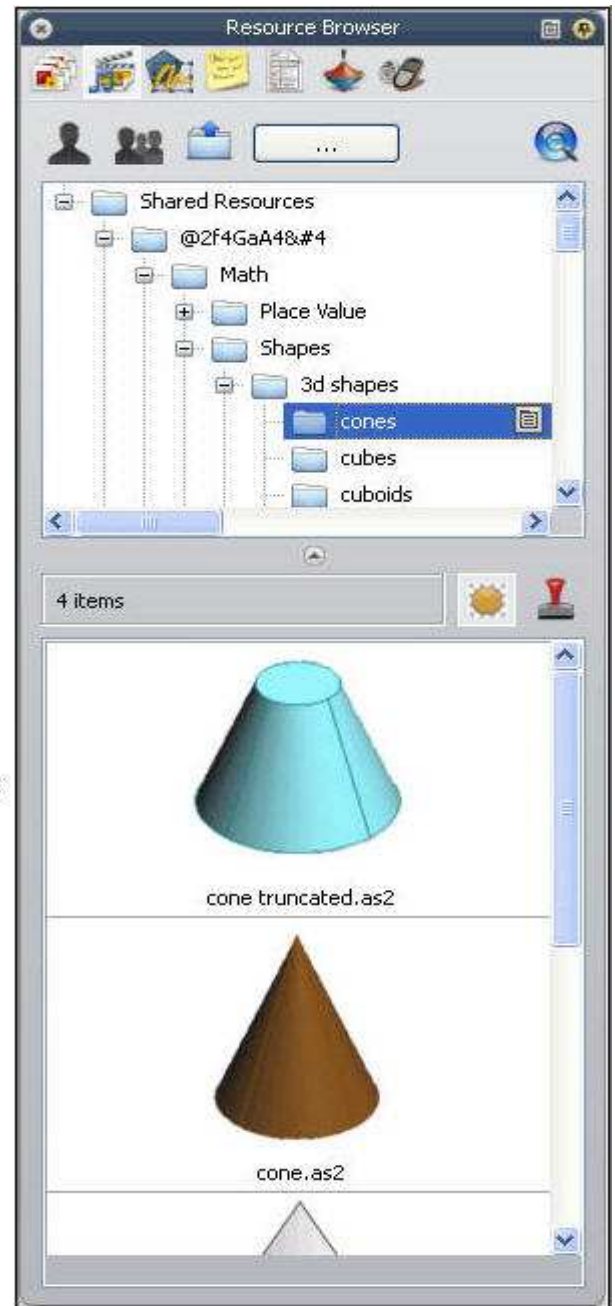 Resource Browser
...
Shared Resources
@2f4GaA4&#4
Math
Place Value
Shapes
3d shapes
cones
cubes
cuboids
4 items
cone truncated.as2
cone.as2